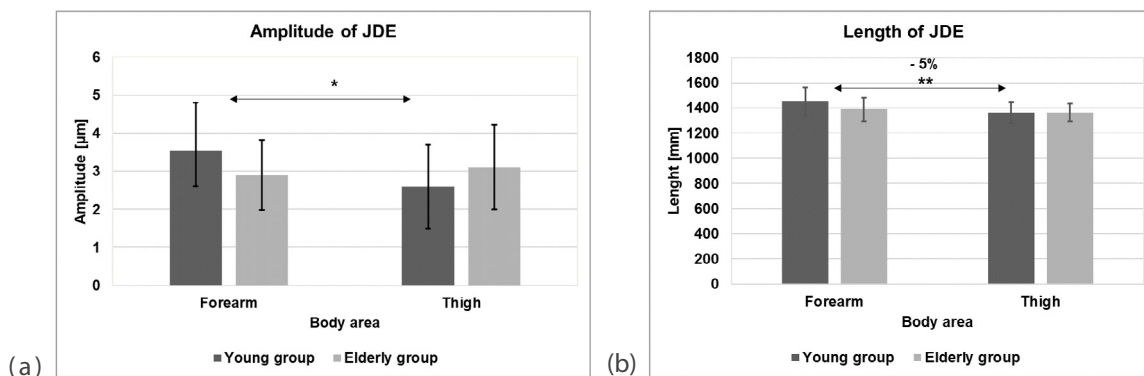 Amplitude of JDE
6
5
4
3
2
1
0
Amplitude [µm]
*
Forearm Thigh
Body area
Young group Elderly group
(a)
Length of JDE
1800
1600
1400
1200
1000
800
600
400
200
0
Lenght [mm]
- 5%
**
Forearm Thigh
Body area
Young group Elderly group
(b)